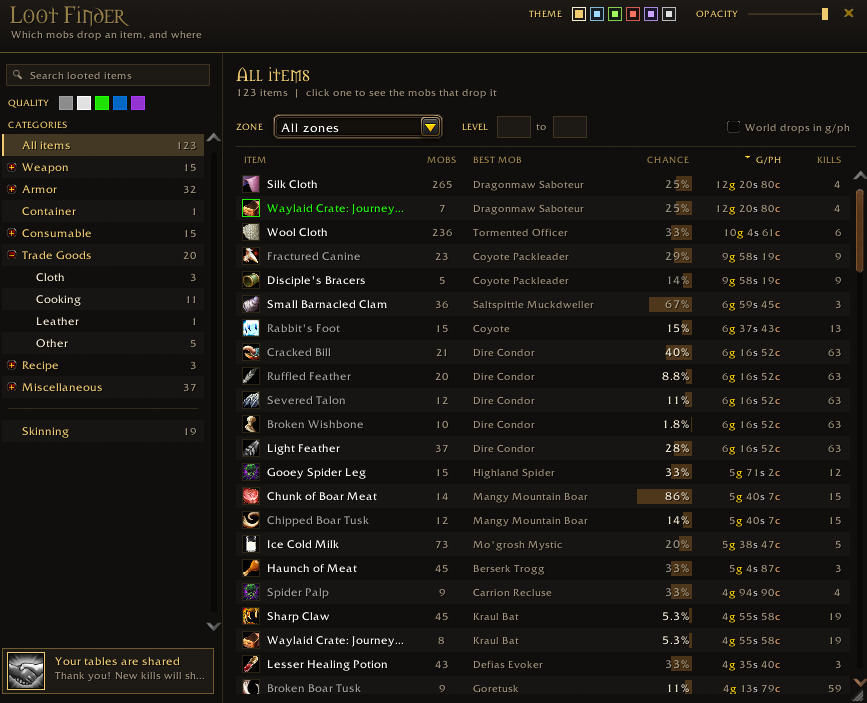 Loot Finder
Which mobs drop an item, and where
THEME
OPACITY
Search looted items
QUALITY
CATEGORIES
All items 123
Weapon 15
Armor 32
Container 1
Consumable 15
Trade Goods 20
Cloth 3
Cooking 11
Leather 1
Other 5
Recipe 3
Miscellaneous 37
Skinning 19
Your tables are shared
Thank you! New kills will sh...
All items
123 items | click one to see the mobs that drop it
ZONE All zones LEVEL to World drops in g/ph
ITEM MOBS BEST MOB CHANCE G/PH KILLS
Silk Cloth 265 Dragonmaw Saboteur 25% 12g 20s 80c 4
Waylaid Crate: Journey... 7 Dragonmaw Saboteur 25% 12g 20s 80c 4
Wool Cloth 236 Tormented Officer 33% 10g 4s 61c 6
Fractured Canine 23 Coyote Packleader 29% 9g 58s 19c 9
Disciple's Bracers 5 Coyote Packleader 14% 9g 58s 19c 9
Small Barnacled Clam 36 Saltspittle Muckdweller 67% 6g 59s 45c 3
Rabbit's Foot 15 Coyote 15% 6g 37s 43c 13
Cracked Bill 21 Dire Condor 40% 6g 16s 52c 63
Ruffled Feather 20 Dire Condor 8.8% 6g 16s 52c 63
Severed Talon 12 Dire Condor 11% 6g 16s 52c 63
Broken Wishbone 10 Dire Condor 1.8% 6g 16s 52c 63
Light Feather 37 Dire Condor 28% 6g 16s 52c 63
Gooey Spider Leg 15 Highland Spider 33% 5g 71s 2c 12
Chunk of Boar Meat 14 Mangy Mountain Boar 86% 5g 40s 7c 15
Chipped Boar Tusk 12 Mangy Mountain Boar 14% 5g 40s 7c 15
Ice Cold Milk 73 Mo'grosh Mystic 20% 5g 38s 47c 5
Haunch of Meat 45 Berserk Trogg 33% 5g 4s 87c 3
Spider Palp 9 Carrion Recluse 33% 4g 94s 90c 4
Sharp Claw 45 Kraul Bat 5.3% 4g 55s 58c 19
Waylaid Crate: Journey... 8 Kraul Bat 5.3% 4g 55s 58c 19
Lesser Healing Potion 43 Defias Evoker 33% 4g 35s 40c 3
Broken Boar Tusk 9 Goretusk 11% 4g 13s 79c 59